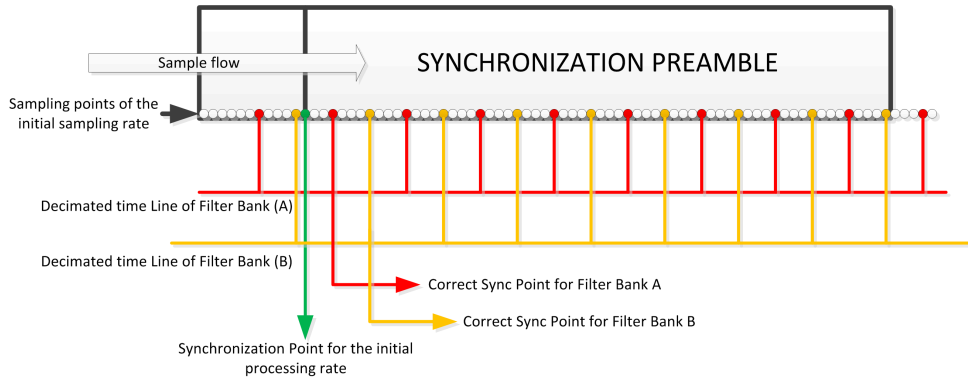 SYNCHRONIZATION PREAMBLE
Sample flow
Sampling points of the
initial sampling rate
Decimated time Line of Filter Bank (A)
Decimated time Line of Filter Bank (B)
Correct Sync Point for Filter Bank A
Correct Sync Point for Filter Bank B
Synchronization Point for the initial
processing rate